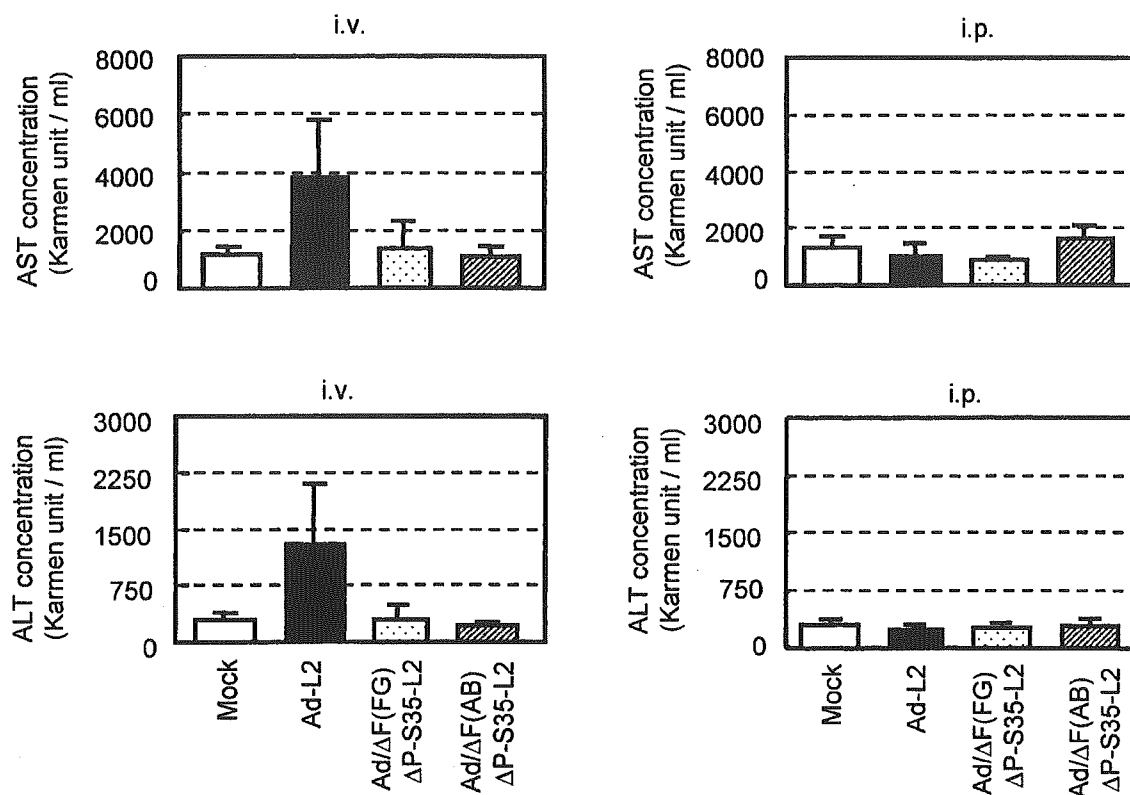 i.v.
AST concentration
(Karmen unit / ml)
8000
6000
4000
2000
0
i.p.
AST concentration
(Karmen unit / ml)
8000
6000
4000
2000
0
i.v.
ALT concentration
(Karmen unit / ml)
3000
2250
1500
750
0
Mock
Ad-L2
Ad/ΔF(FG)
ΔP-S35-L2
Ad/ΔF(AB)
ΔP-S35-L2
i.p.
ALT concentration
(Karmen unit / ml)
3000
2250
1500
750
0
Mock
Ad-L2
Ad/ΔF(FG)
ΔP-S35-L2
Ad/ΔF(AB)
ΔP-S35-L2